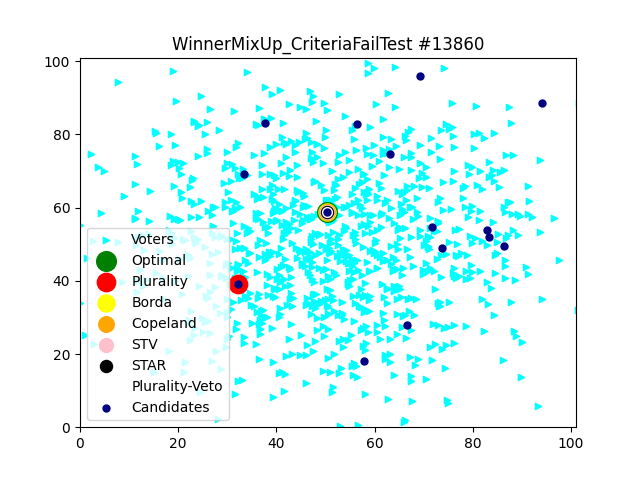 WinnerMixUp_CriteriaFailTest #13860
100
80
60
40
20
0
Voters
Optimal
Plurality
Borda
Copeland
STV
STAR
Plurality-Veto
Candidates
0 20 40 60 80 100